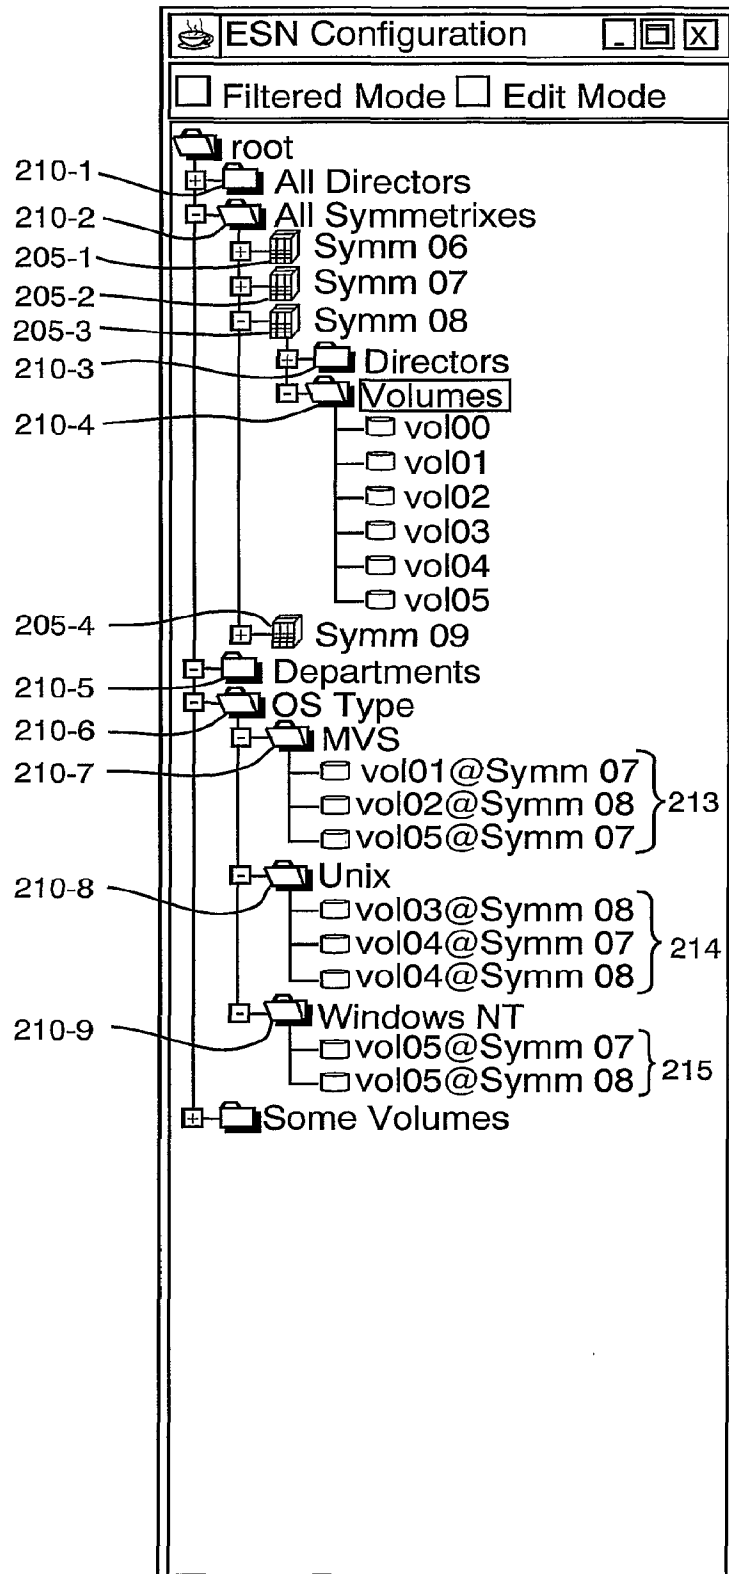 ESN Configuration
Filtered Mode Edit Mode
root
210-1 All Directors
210-2 All Symmetrixes
205-1 Symm 06
205-2 Symm 07
205-3 Symm 08
210-3 Directors
210-4 Volumes
vol00
vol01
vol02
vol03
vol04
vol05
205-4 Symm 09
210-5 Departments
210-6 OS Type
210-7 MVS
vol01@Symm 07
vol02@Symm 08 213
vol05@Symm 07
210-8 Unix
vol03@Symm 08
vol04@Symm 07 214
vol04@Symm 08
210-9 Windows NT
vol05@Symm 07
vol05@Symm 08 215
Some Volumes